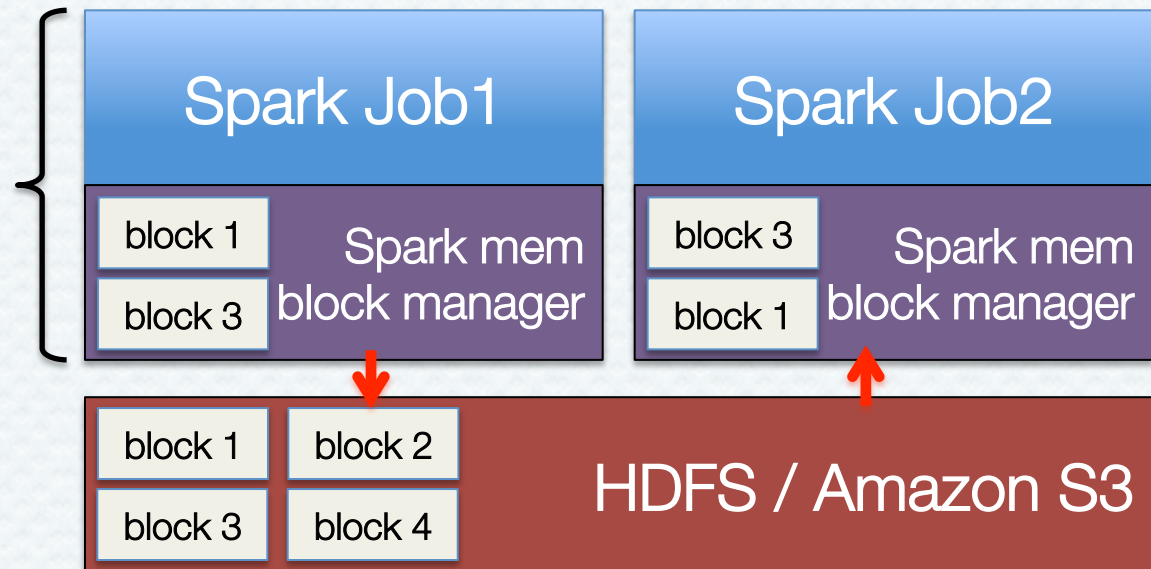 Spark Job1
Spark Job2
block 1
block 3
Spark mem
block manager
block 3
block 1
Spark mem
block manager
block 1
block 2
block 3
block 4
HDFS / Amazon S3